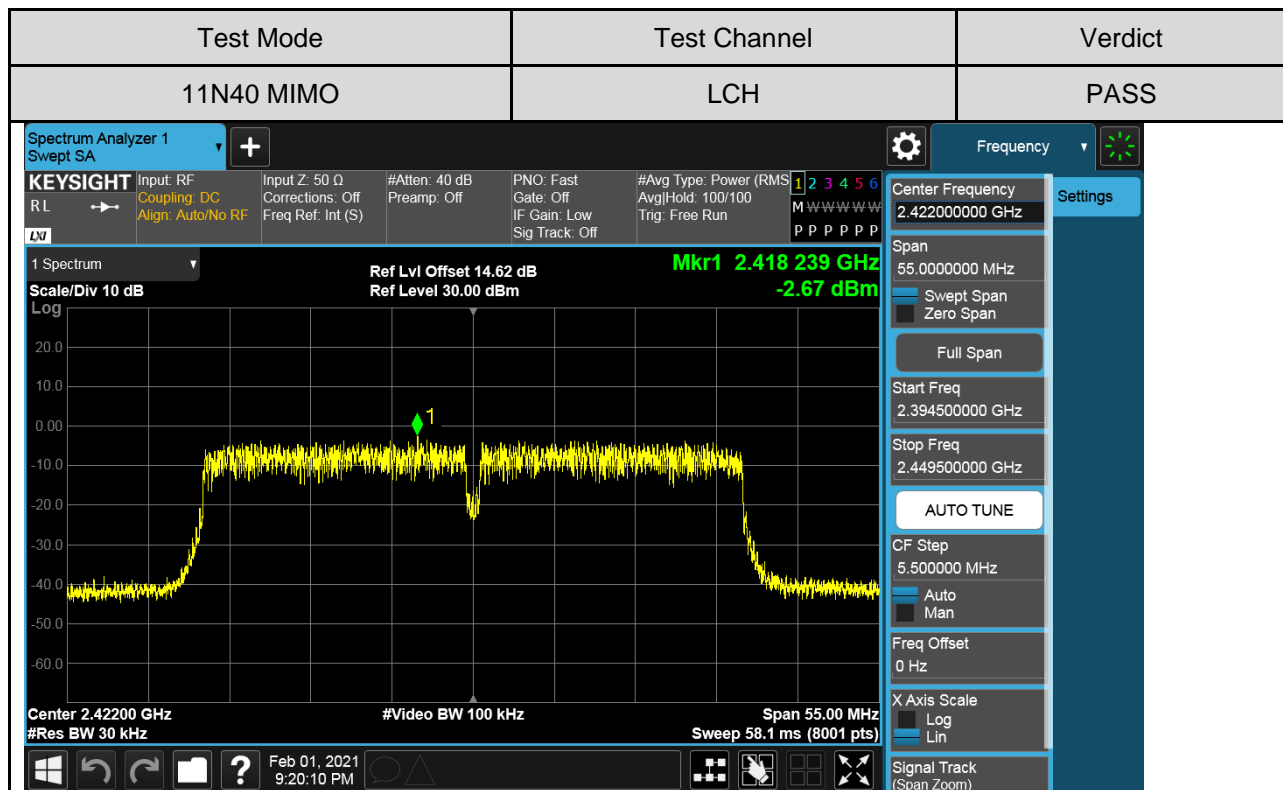 Test Mode Test Channel Verdict
11N40 MIMO LCH PASS
Spectrum Analyzer 1
Swept SA
Frequency
KEYSIGHT
RL
LXI
Input: RF
Coupling: DC
Align: Auto/No RF
Input Z: 50 Ω
Corrections: Off
Freq Ref: Int (S)
#Atten: 40 dB
Preamp: Off
PNO: Fast
Gate: Off
IF Gain: Low
Sig Track: Off
#Avg Type: Power (RMS
Avg|Hold: 100/100
Trig: Free Run
1 2 3 4 5 6
M W W W W W
P P P P P P
Center Frequency
2.422000000 GHz
Settings
Span
55.0000000 MHz
Swept Span
Zero Span
Full Span
Start Freq
2.394500000 GHz
Stop Freq
2.449500000 GHz
AUTO TUNE
CF Step
5.500000 MHz
Auto
Man
Freq Offset
0 Hz
X Axis Scale
Log
Lin
Signal Track
(Span Zoom)
1 Spectrum
Scale/Div 10 dB
Log
Ref Lvl Offset 14.62 dB
Ref Level 30.00 dBm
Mkr1 2.418 239 GHz
-2.67 dBm
20.0
10.0
0.00
-10.0
-20.0
-30.0
-40.0
-50.0
-60.0
1
Center 2.42200 GHz
#Res BW 30 kHz
#Video BW 100 kHz
Span 55.00 MHz
Sweep 58.1 ms (8001 pts)
?
Feb 01, 2021
9:20:10 PM